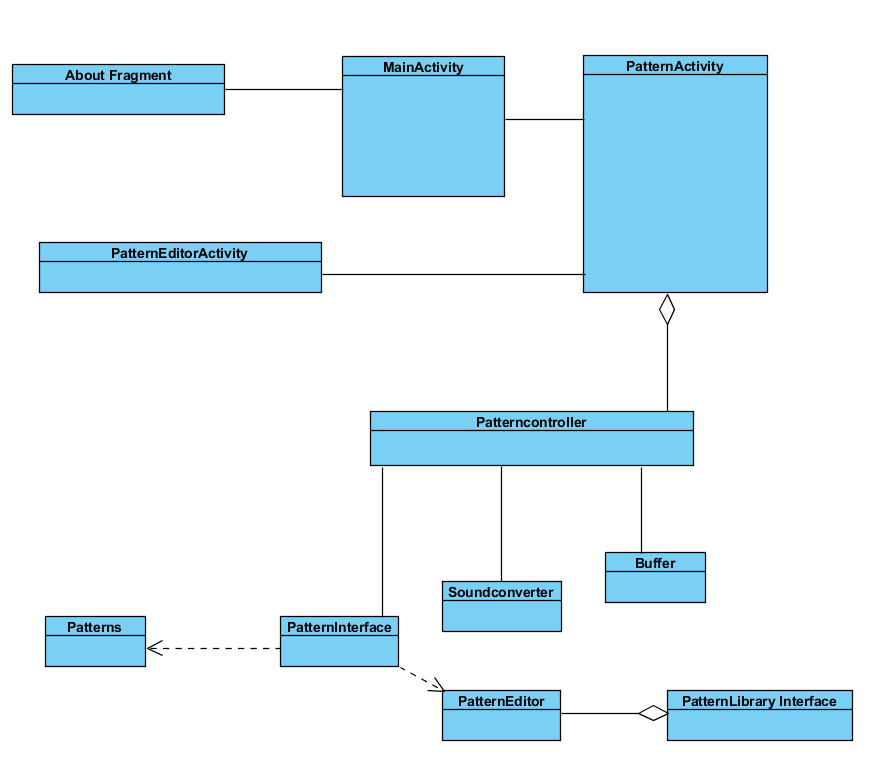 About Fragment
MainActivity
PatternActivity
PatternEditorActivity
Patterncontroller
Buffer
Soundconverter
Patterns
PatternInterface
PatternEditor
PatternLibrary Interface